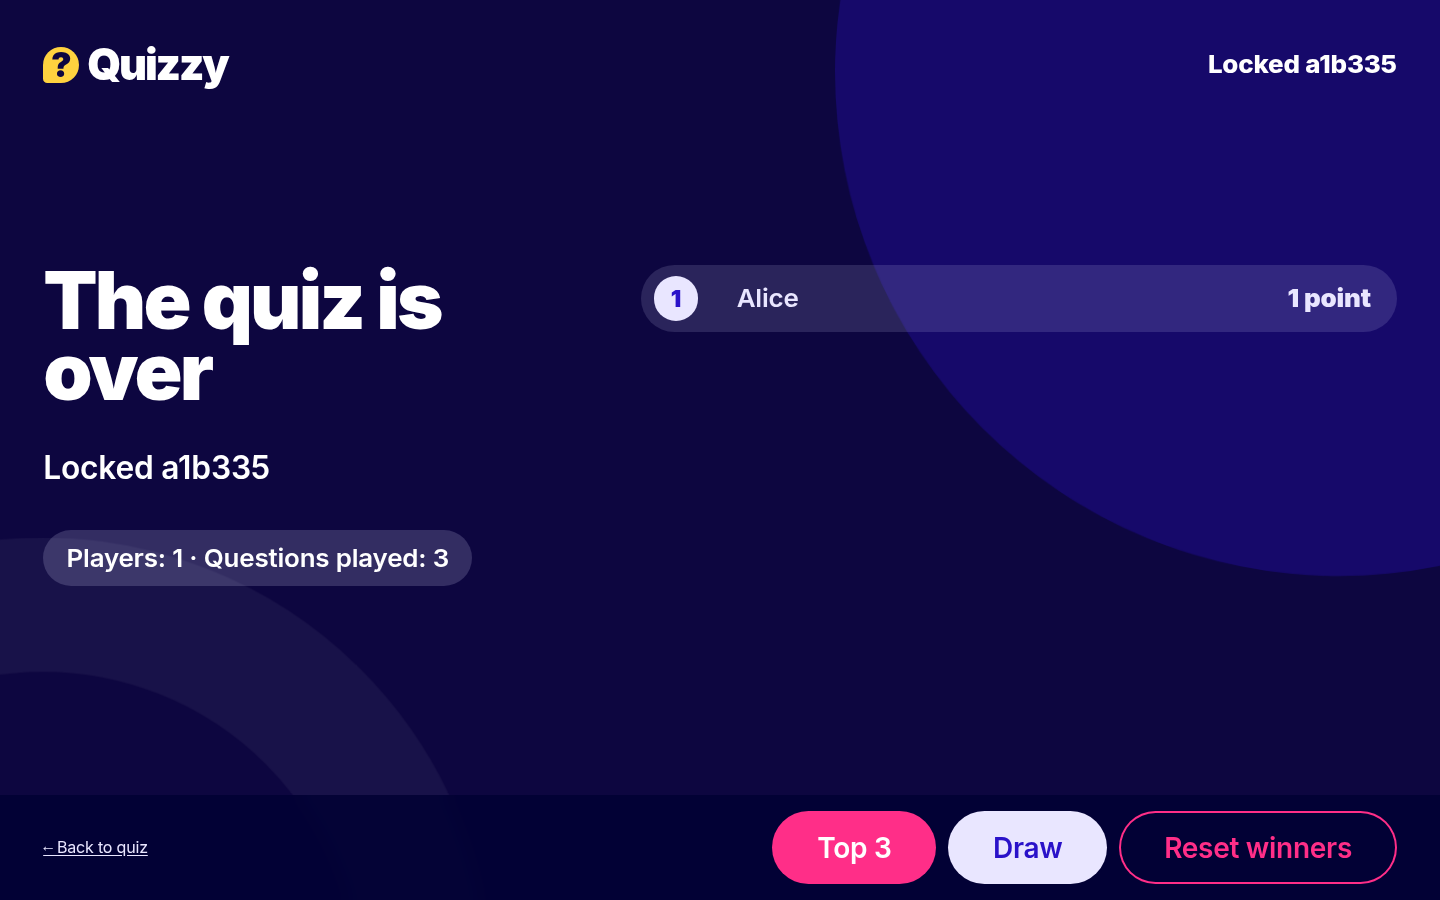 ? Quizzy
Locked a1b335
The quiz is
over
Locked a1b335
Players: 1 · Questions played: 3
1 Alice 1 point
← Back to quiz
Top 3
Draw
Reset winners